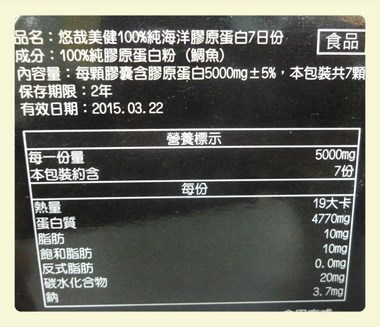 品名：悠哉美健100%純海洋膠原蛋白7日份
食品
成分：100%純膠原蛋白粉（鯛魚）
內容量：每顆膠囊含膠原蛋白5000mg±5%，本包裝共7顆
保存期限：2年
有效日期：2015.03.22
營養標示
每一份量 5000mg
本包裝約含 7份
每份
熱量 19大卡
蛋白質 4770mg
脂肪 10mg
飽和脂肪 10mg
反式脂肪 0.0mg
碳水化合物 20mg
鈉 3.7mg